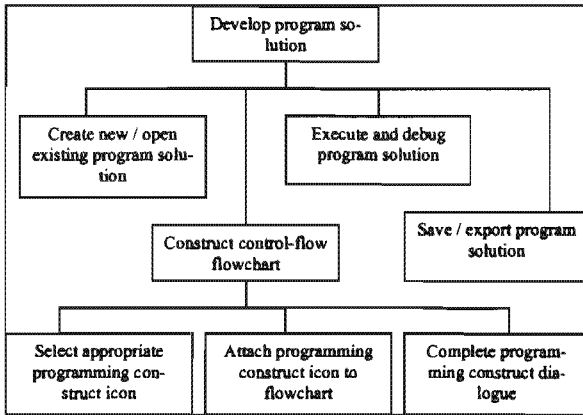 Develop program so-
lution
Create new / open
existing program solu-
tion
Execute and debug
program solution
Construct control-flow
flowchart
Save / export program
solution
Select appropriate
programming con-
struct icon
Attach programming
construct icon to
flowchart
Complete program-
ming construct dia-
logue